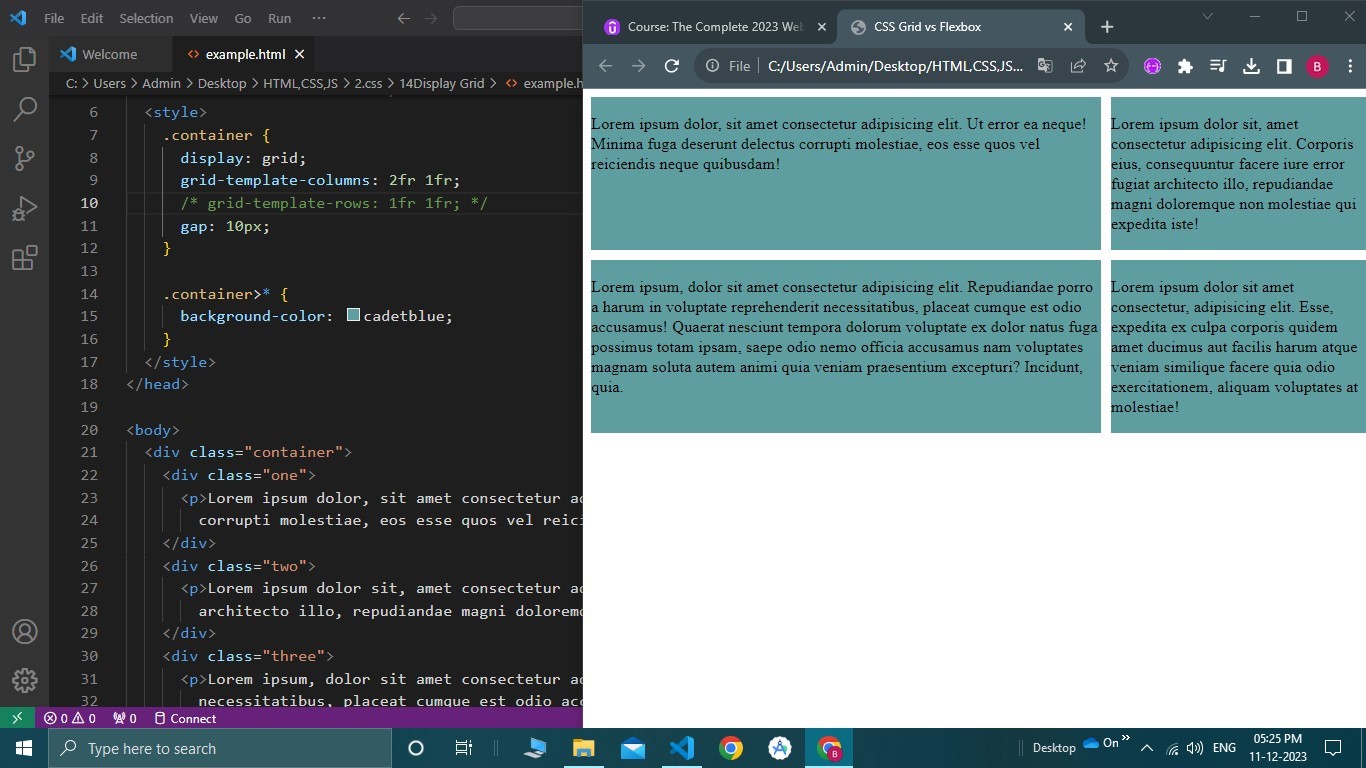 File Edit Selection View Go Run ···
Welcome
example.html
C: > Users > Admin > Desktop > HTML,CSS,JS > 2.css > 14Display Grid > <> example.h
6 <style>
7 .container {
8 display: grid;
9 grid-template-columns: 2fr 1fr;
10 /* grid-template-rows: 1fr 1fr; */
11 gap: 10px;
12 }
13
14 .container>* {
15 background-color: cadetblue;
16 }
17 </style>
18 </head>
19
20 <body>
21 <div class="container">
22 <div class="one">
23 <p>Lorem ipsum dolor, sit amet consectetur ad
24 corrupti molestiae, eos esse quos vel reici
25 </div>
26 <div class="two">
27 <p>Lorem ipsum dolor sit, amet consectetur ad
28 architecto illo, repudiandae magni doloremo
29 </div>
30 <div class="three">
31 <p>Lorem ipsum, dolor sit amet consectetur ad
32 necessitatibus, placeat cumque est odio acc
0 0 0 Connect
Course: The Complete 2023 Web
CSS Grid vs Flexbox
File C:/Users/Admin/Desktop/HTML,CSS,JS...
B
Lorem ipsum dolor, sit amet consectetur adipisicing elit. Ut error ea neque!
Minima fuga deserunt delectus corrupti molestiae, eos esse quos vel
reiciendis neque quibusdam!
Lorem ipsum dolor sit, amet
consectetur adipisicing elit. Corporis
eius, consequuntur facere iure error
fugiat architecto illo, repudiandae
magni doloremque non molestiae qui
expedita iste!
Lorem ipsum, dolor sit amet consectetur adipisicing elit. Repudiandae porro
a harum in voluptate reprehenderit necessitatibus, placeat cumque est odio
accusamus! Quaerat nesciunt tempora dolorum voluptate ex dolor natus fuga
possimus totam ipsam, saepe odio nemo officia accusamus nam voluptates
magnam soluta autem animi quia veniam praesentium excepturi? Incidunt,
quia.
Lorem ipsum dolor sit amet
consectetur, adipisicing elit. Esse,
expedita ex culpa corporis quidem
amet ducimus aut facilis harum atque
veniam similique facere quia odio
exercitationem, aliquam voluptates at
molestiae!
Type here to search
B
Desktop
On
ENG
05:25 PM
11-12-2023